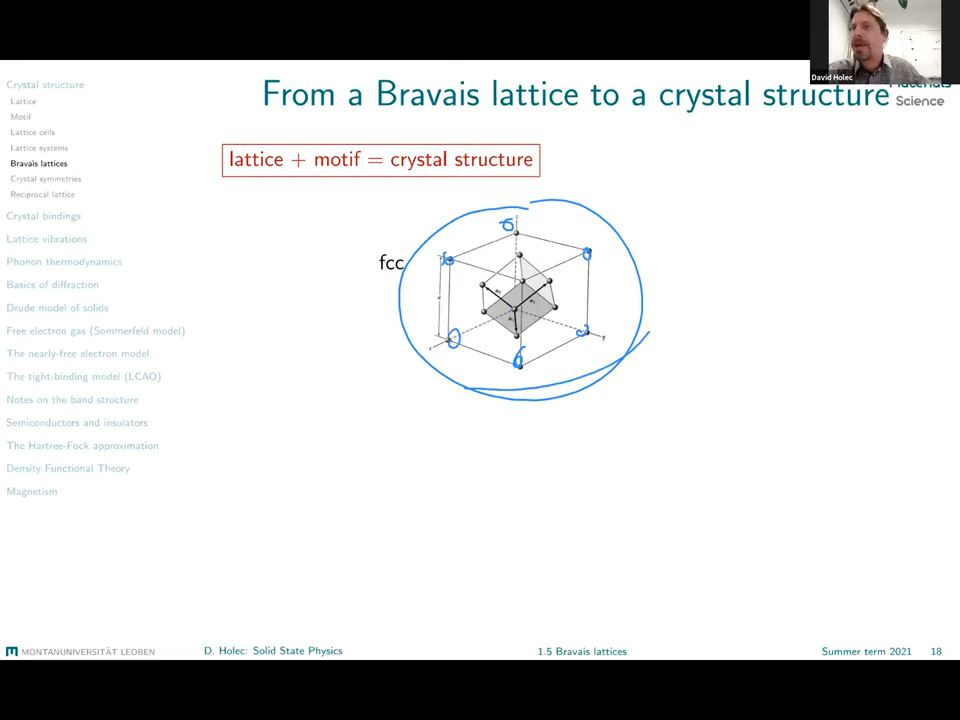 David Holec
From a Bravais lattice to a crystal structure
Materials
Science
Crystal structure
Lattice
Motif
Lattice cells
Lattice systems
Bravais lattices
Crystal symmetries
Reciprocal lattice
Crystal bindings
Lattice vibrations
Phonon thermodynamics
Basics of diffraction
Drude model of solids
Free electron gas (Sommerfeld model)
The nearly-free electron model
The tight-binding model (LCAO)
Notes on the band structure
Semiconductors and insulators
The Hartree-Fock approximation
Density Functional Theory
Magnetism
lattice + motif = crystal structure
fcc
MONTANUNIVERSITÄT LEOBEN
D. Holec: Solid State Physics
1.5 Bravais lattices
Summer term 2021 18